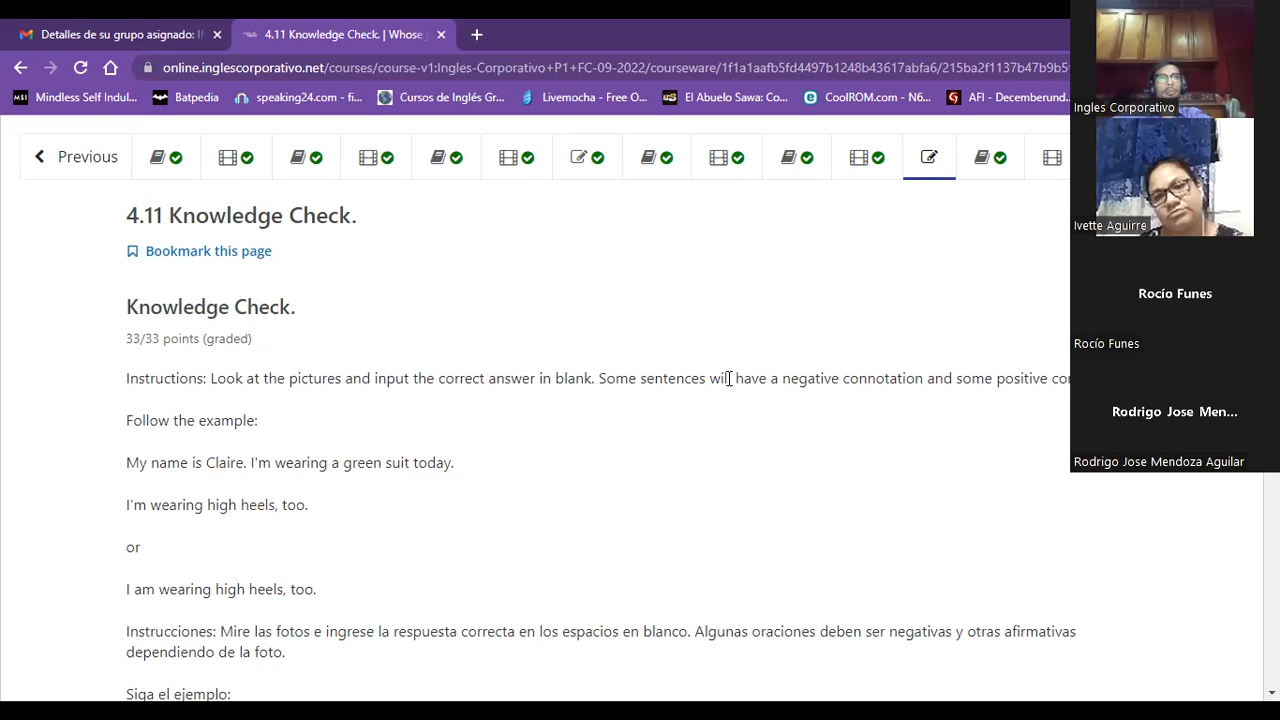 Detalles de su grupo asignado: I
4.11 Knowledge Check. | Whose
online.inglescorporativo.net/courses/course-v1:Ingles-Corporativo+P1+FC-09-2022/courseware/1f1a1aafb5fd4497b1248b43617abfa6/215ba2f1137b47b9b5
Mindless Self Indul...
Batpedia
speaking24.com - fi...
Cursos de Inglés Gr...
Livemocha - Free O...
El Abuelo Sawa: Co...
CoolROM.com - Nб...
AFI - Decemberund...
Previous
4.11 Knowledge Check.
Bookmark this page
Knowledge Check.
33/33 points (graded)
Instructions: Look at the pictures and input the correct answer in blank. Some sentences will have a negative connotation and some positive
Follow the example:
My name is Claire. I'm wearing a green suit today.
I'm wearing high heels, too.
or
I am wearing high heels, too.
Instrucciones: Mire las fotos e ingrese la respuesta correcta en los espacios en blanco. Algunas oraciones deben ser negativas y otras afirmativas
dependiendo de la foto.
Siga el ejemplo:
Ingles Corporativo
Ivette Aguirre
Rocío Funes
Rocío Funes
Rodrigo Jose Men...
Rodrigo Jose Mendoza Aguilar